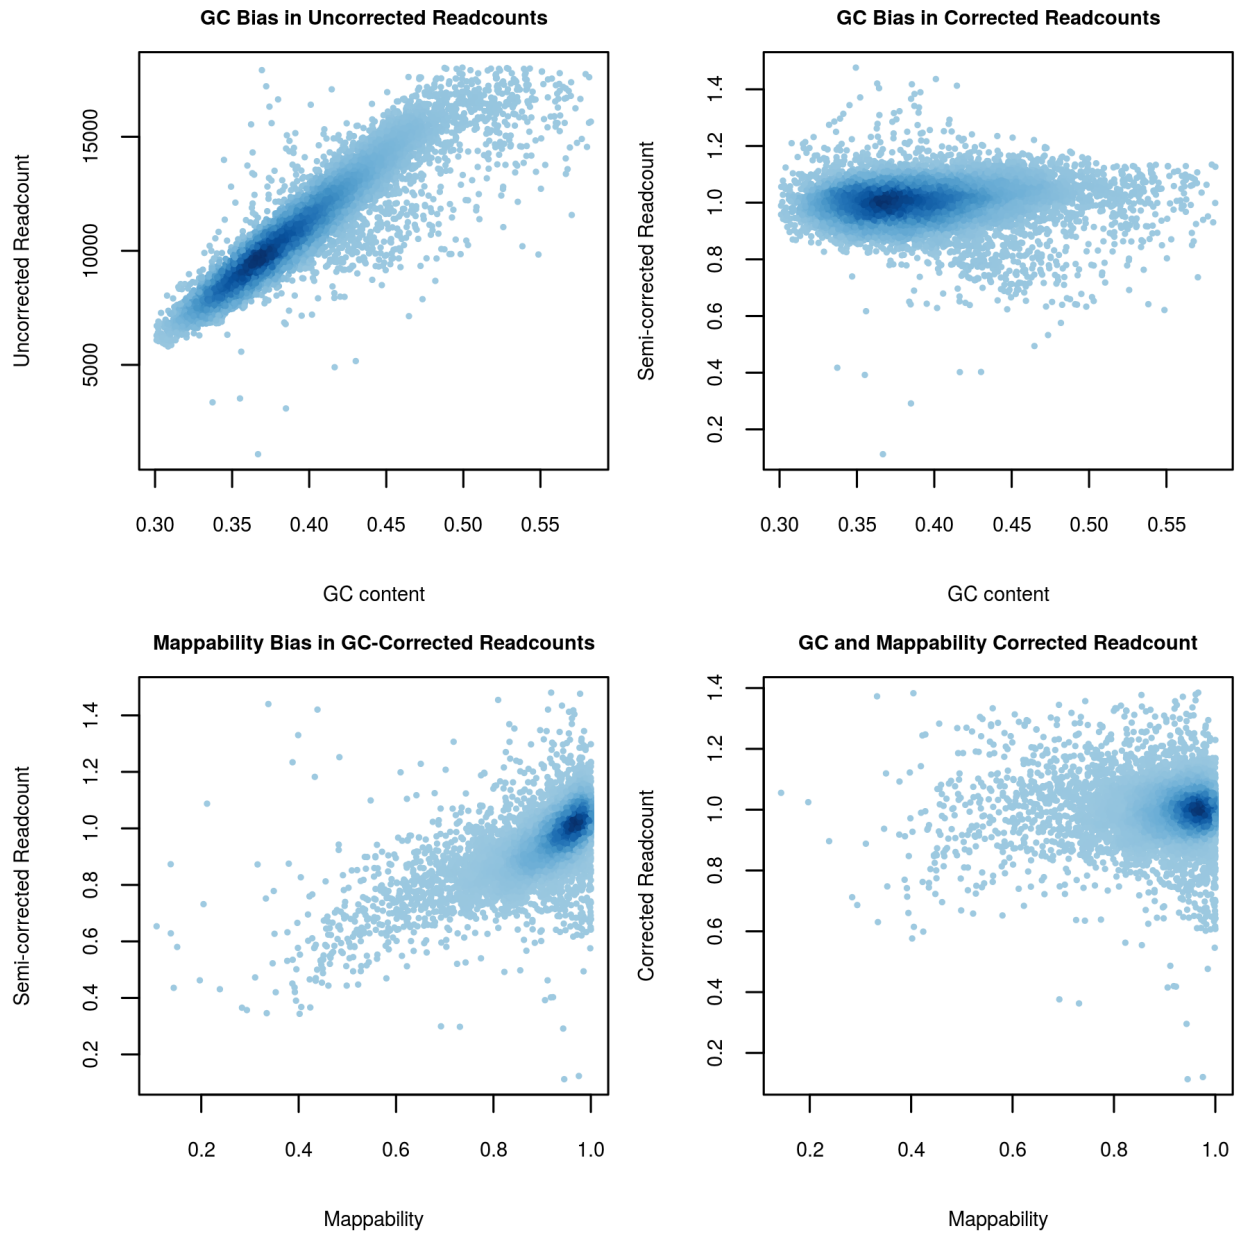 GC Bias in Uncorrected Readcounts
Uncorrected Readcount
15000
10000
5000
0.30 0.35 0.40 0.45 0.50 0.55
GC content
GC Bias in Corrected Readcounts
Semi-corrected Readcount
1.4
1.2
1.0
0.8
0.6
0.4
0.2
0.30 0.35 0.40 0.45 0.50 0.55
GC content
Mappability Bias in GC-Corrected Readcounts
Semi-corrected Readcount
1.4
1.2
1.0
0.8
0.6
0.4
0.2
0.2 0.4 0.6 0.8 1.0
Mappability
GC and Mappability Corrected Readcount
Corrected Readcount
1.4
1.2
1.0
0.8
0.6
0.4
0.2
0.2 0.4 0.6 0.8 1.0
Mappability